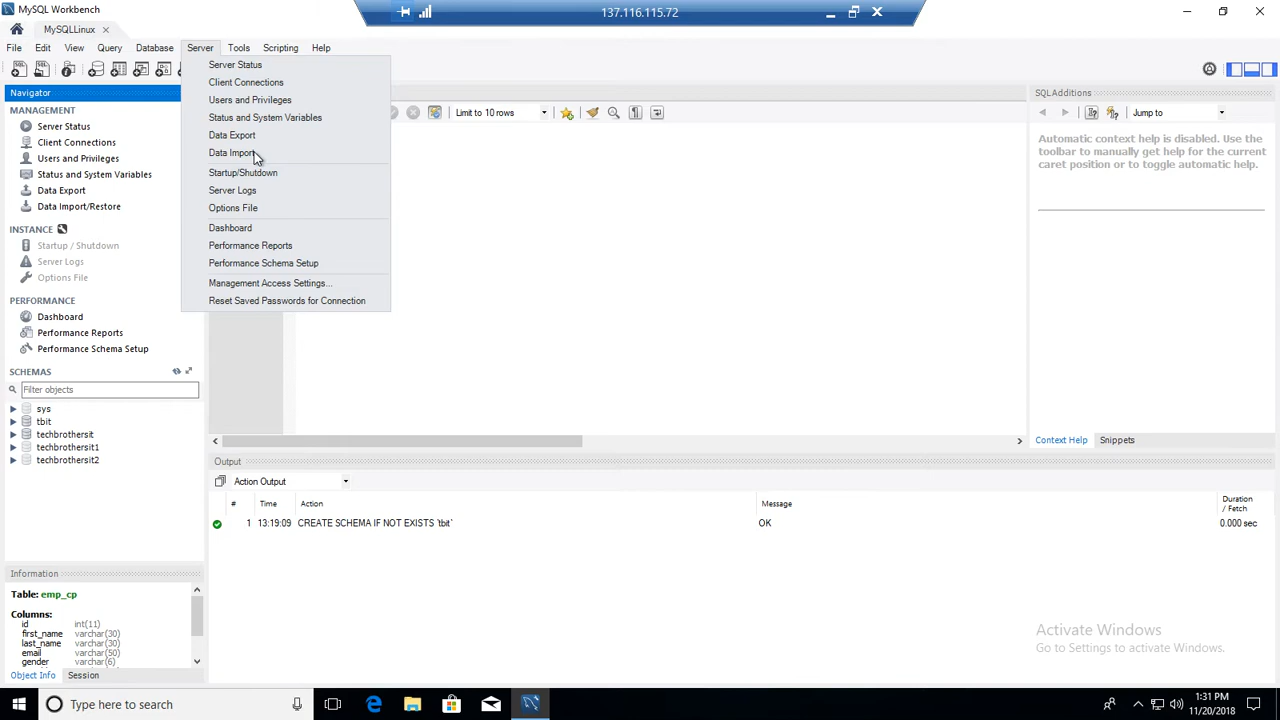 MySQL Workbench
137.116.115.72
MySQLLinux
File Edit View Query Database Server Tools Scripting Help
Limit to 10 rows
Jump to
Navigator
MANAGEMENT
Server Status
Client Connections
Users and Privileges
Status and System Variables
Data Export
Data Import/Restore
INSTANCE
Startup / Shutdown
Server Logs
Options File
PERFORMANCE
Dashboard
Performance Reports
Performance Schema Setup
SCHEMAS
Filter objects
sys
tbit
techbrothersit
techbrothersit1
techbrothersit2
Information
Table: emp_cp
Columns:
id int(11)
first_name varchar(30)
last_name varchar(30)
email varchar(50)
gender varchar(6)
Object Info Session
Server Status
Client Connections
Users and Privileges
Status and System Variables
Data Export
Data Import
Startup/Shutdown
Server Logs
Options File
Dashboard
Performance Reports
Performance Schema Setup
Management Access Settings...
Reset Saved Passwords for Connection
SQLAdditions
Automatic context help is disabled. Use the
toolbar to manually get help for the current
caret position or to toggle automatic help.
Context Help Snippets
Output
Action Output
# Time Action Message Duration
/ Fetch
1 13:19:09 CREATE SCHEMA IF NOT EXISTS `tbit` OK 0.000 sec
Activate Windows
Go to Settings to activate Windows.
Type here to search
1:31 PM
11/20/2018